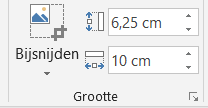 6,25 cm
Bijsnijden
10 cm
Grootte